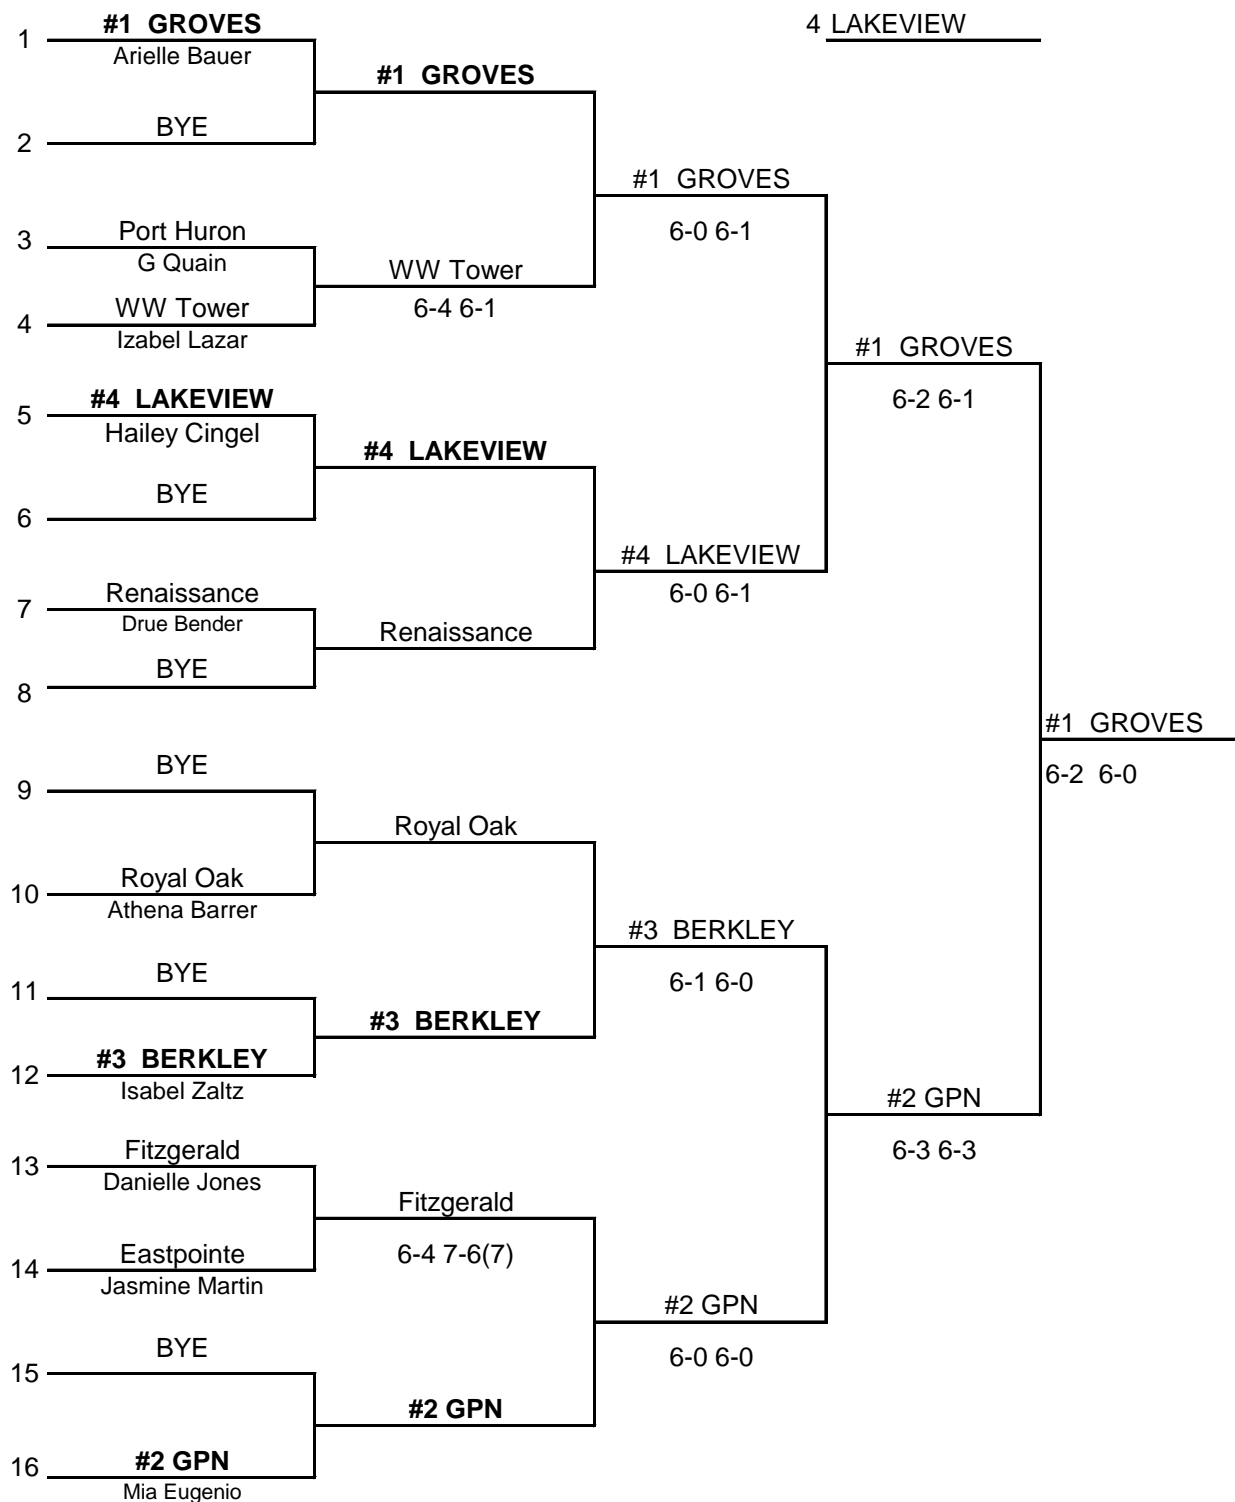 #1 GROVES
4 LAKEVIEW
1
Arielle Bauer
#1 GROVES
BYE
2
#1 GROVES
3
Port Huron
6-0 6-1
G Quain
WW Tower
WW Tower
6-4 6-1
4
Izabel Lazar
#1 GROVES
#4 LAKEVIEW
6-2 6-1
5
Hailey Cingel
#4 LAKEVIEW
BYE
6
#4 LAKEVIEW
Renaissance
6-0 6-1
7
Drue Bender
Renaissance
BYE
8
#1 GROVES
BYE
6-2 6-0
9
Royal Oak
Royal Oak
10
Athena Barrer
#3 BERKLEY
BYE
6-1 6-0
11
#3 BERKLEY
#3 BERKLEY
12
Isabel Zaltz
#2 GPN
Fitzgerald
6-3 6-3
13
Danielle Jones
Fitzgerald
Eastpointe
6-4 7-6(7)
14
Jasmine Martin
#2 GPN
BYE
6-0 6-0
15
#2 GPN
#2 GPN
16
Mia Eugenio